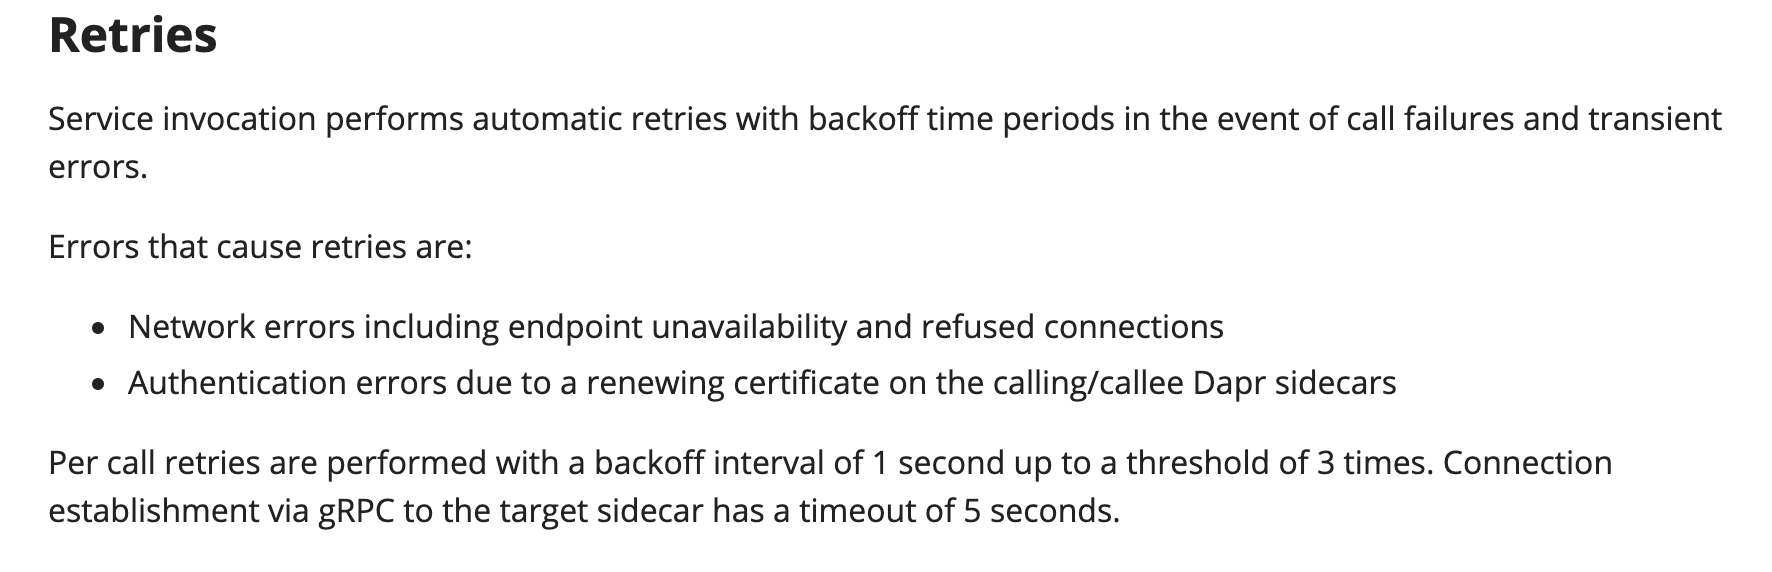 Retries
Service invocation performs automatic retries with backoff time periods in the event of call failures and transient
errors.
Errors that cause retries are:
• Network errors including endpoint unavailability and refused connections
• Authentication errors due to a renewing certificate on the calling/callee Dapr sidecars
Per call retries are performed with a backoff interval of 1 second up to a threshold of 3 times. Connection
establishment via gRPC to the target sidecar has a timeout of 5 seconds.